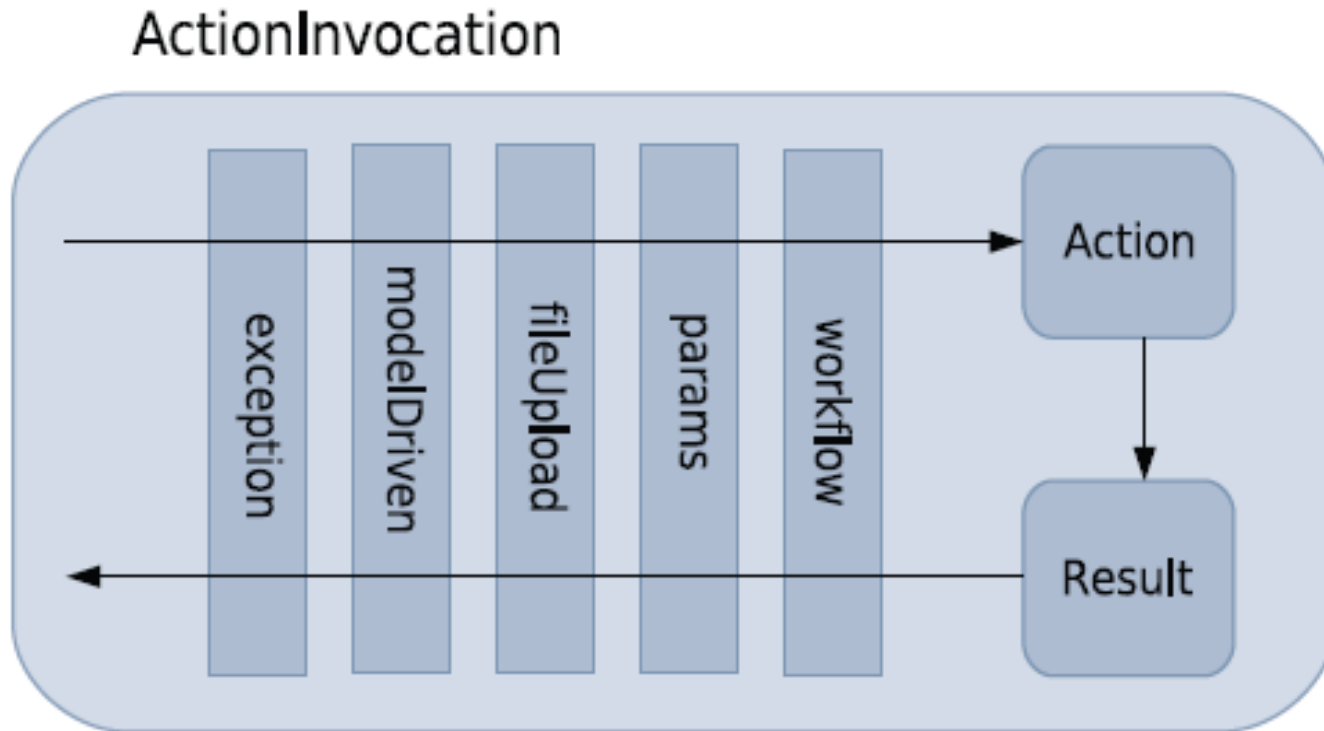 ActionInvocation
exception
modelDriven
fileUpload
params
workflow
Action
Result